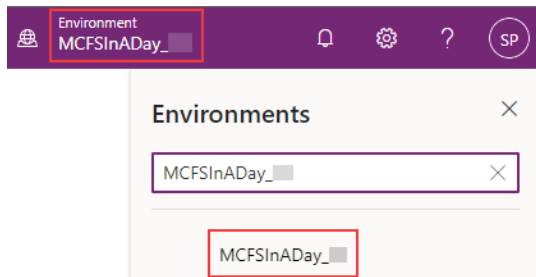 Environment
MCFSInADay_
?
SP
Environments
MCFSInADay_
MCFSInADay_